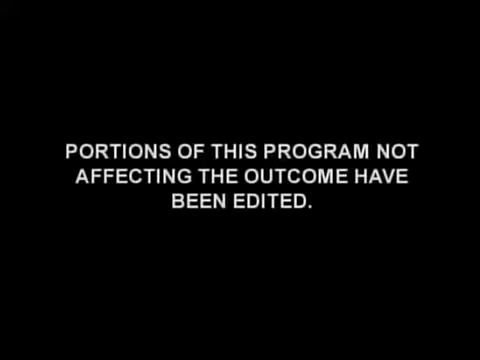 PORTIONS OF THIS PROGRAM NOT
AFFECTING THE OUTCOME HAVE
BEEN EDITED.